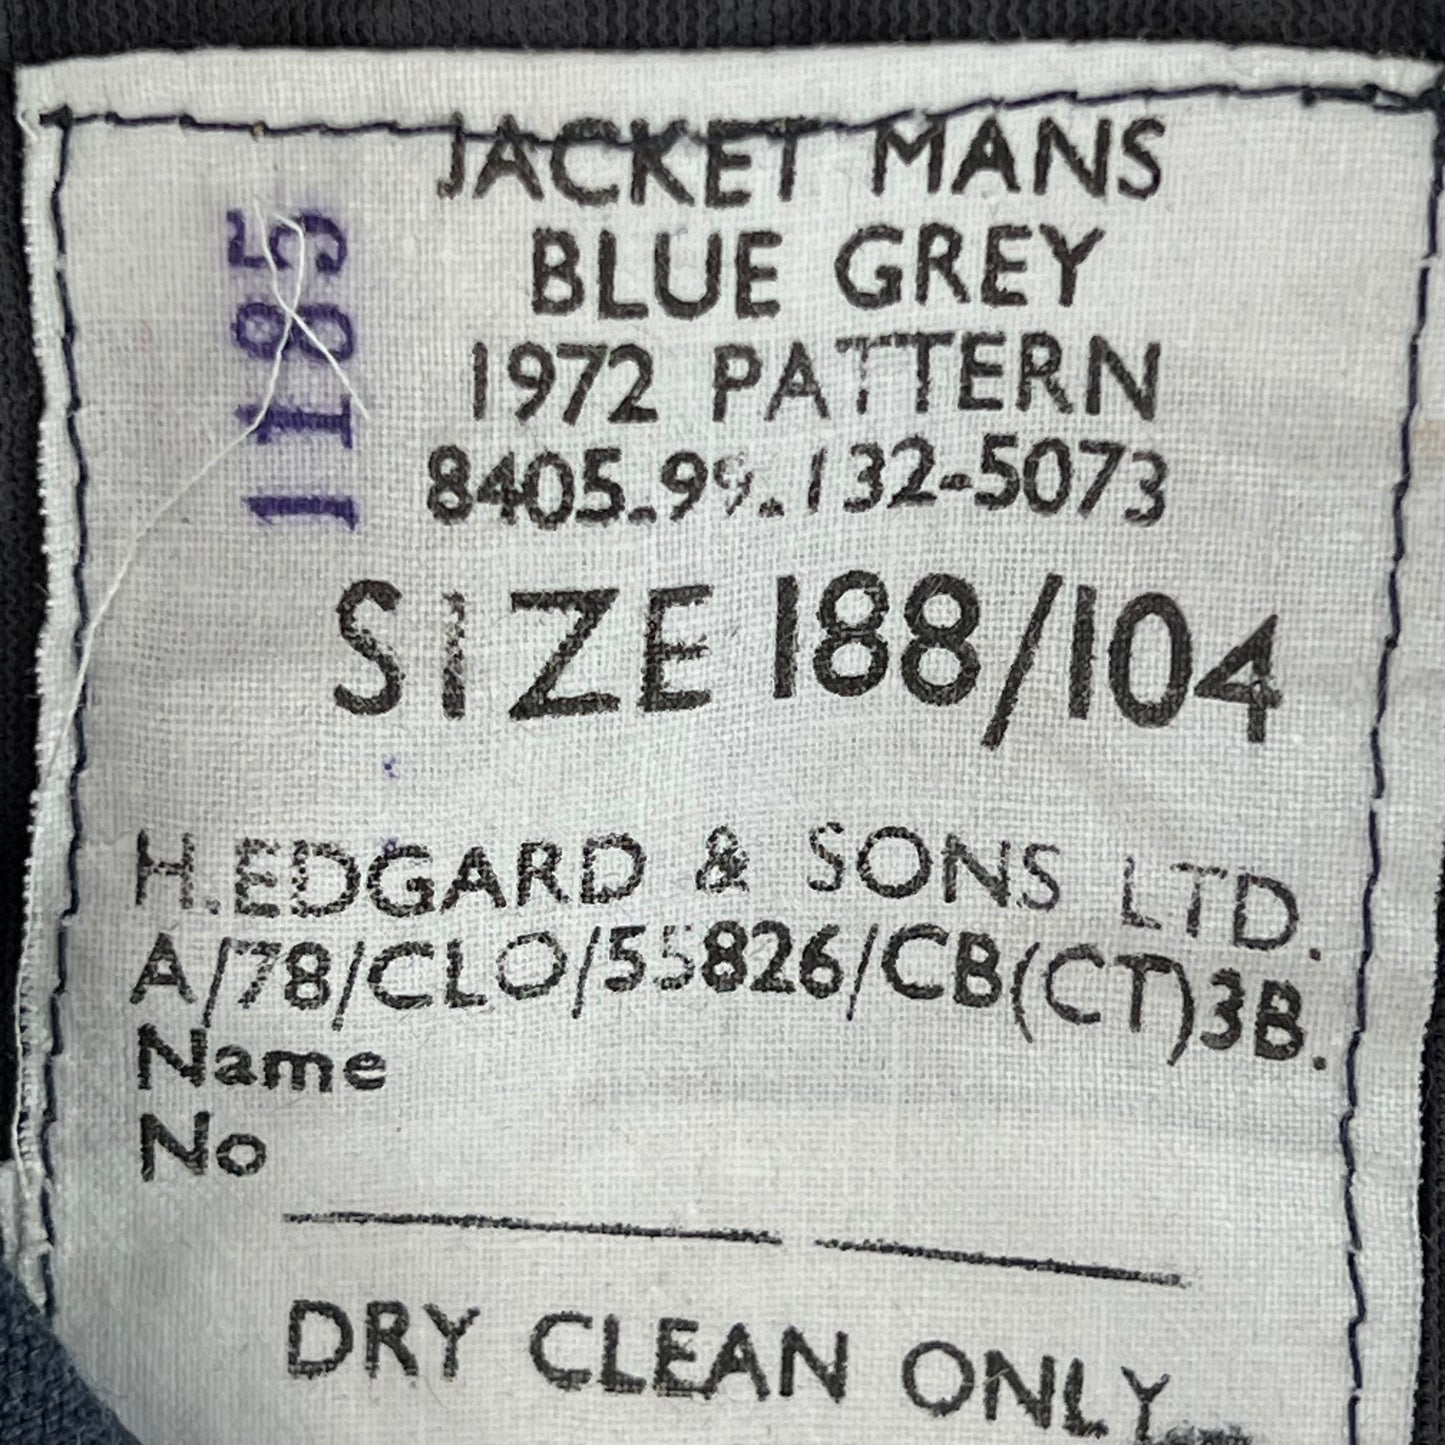 JACKET MANS
BLUE GREY
1972 PATTERN
8405.99.132-5073
SIZE 188/104
H.EDGARD & SONS LTD.
A/78/CLO/55826/CB(CT)3B.
Name
No
DRY CLEAN ONLY
1185